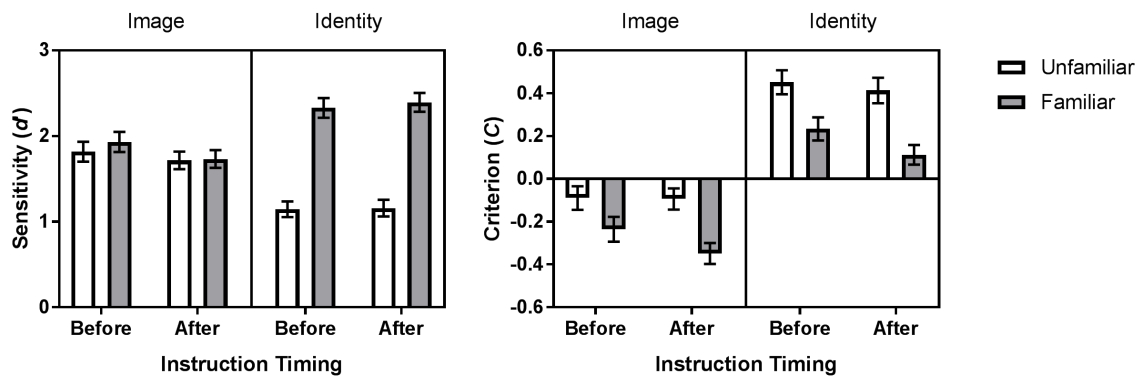 Image Identity
Sensitivity (d')
3
2
1
0
Before After Before After
Instruction Timing
Image Identity
Criterion (C)
0.6
0.4
0.2
0.0
-0.2
-0.4
-0.6
Before After Before After
Instruction Timing
Unfamiliar
Familiar